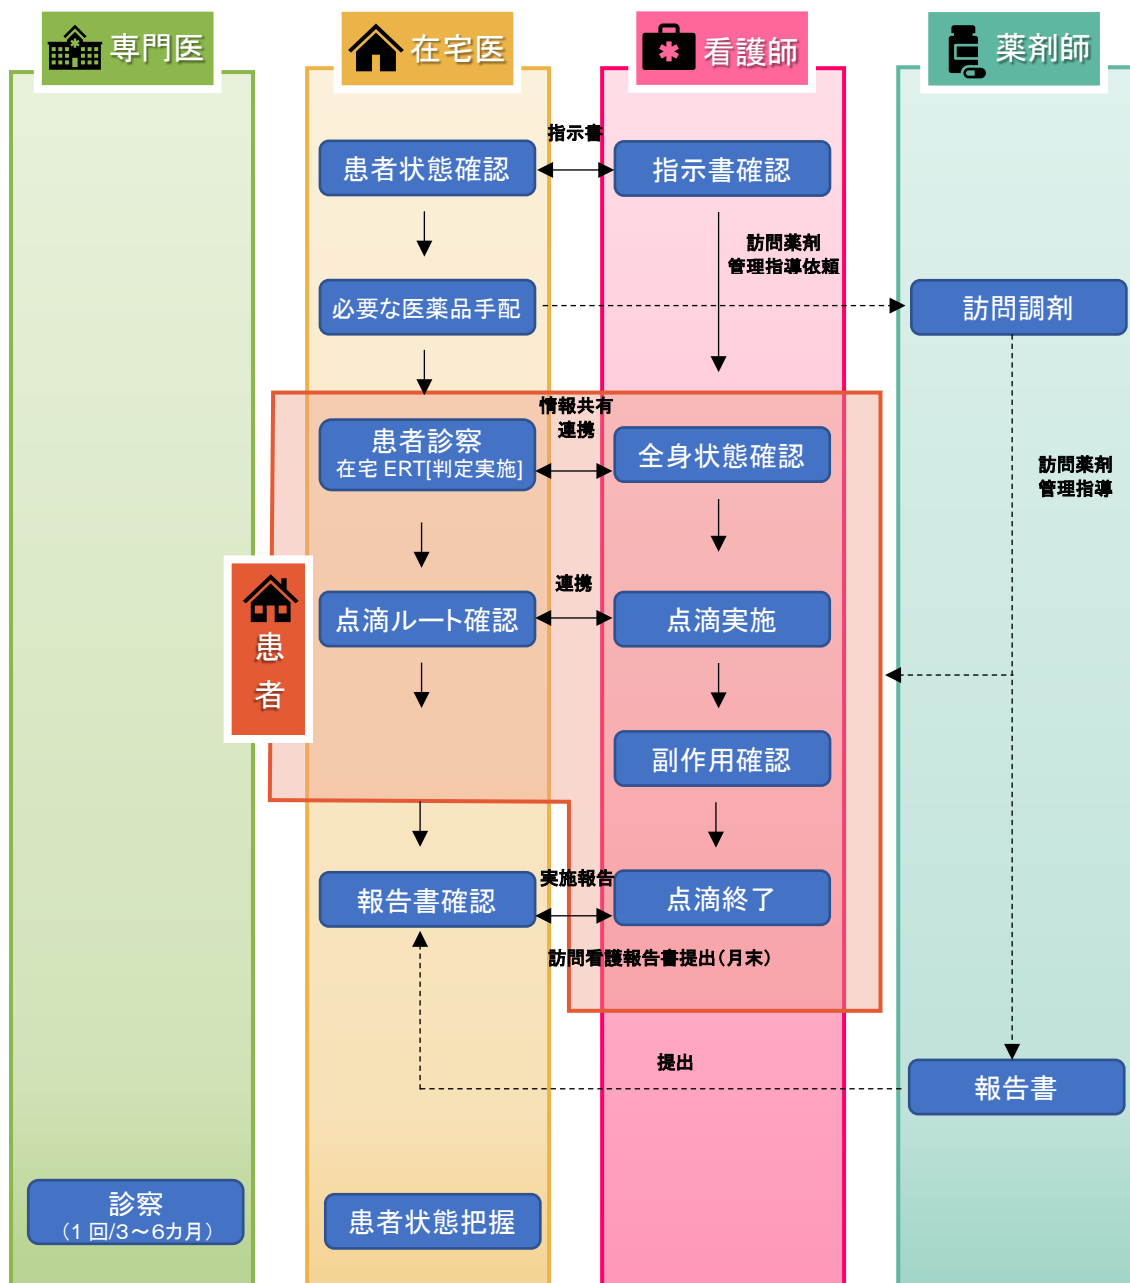 専門医
在宅医
看護師
薬剤師
指示書
患者状態確認
指示書確認
訪問薬剤
管理指導依頼
必要な医薬品手配
訪問調剤
情報共有
連携
患者診察
在宅 ERT[判定実施]
全身状態確認
訪問薬剤
管理指導
連携
点滴ルート確認
点滴実施
患
者
副作用確認
実施報告
報告書確認
点滴終了
訪問看護報告書提出（月末）
提出
報告書
診察
（1 回/3～6カ月）
患者状態把握